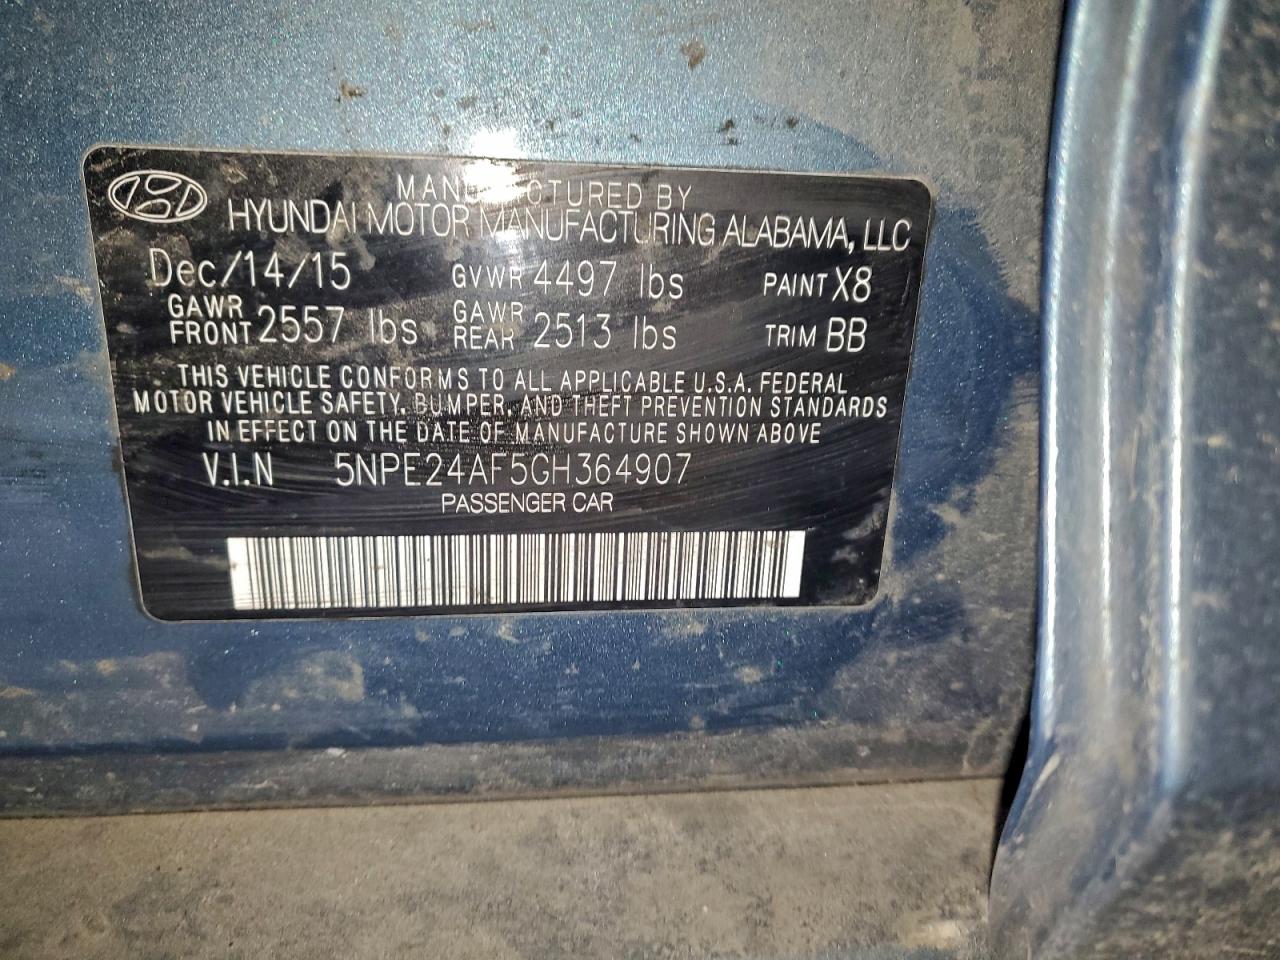 MANUFACTURED BY
HYUNDAI MOTOR MANUFACTURING ALABAMA, LLC
Dec/14/15 GVWR 4497 lbs PAINT X8
GAWR FRONT 2557 lbs GAWR REAR 2513 lbs TRIM BB
THIS VEHICLE CONFORMS TO ALL APPLICABLE U.S.A. FEDERAL
MOTOR VEHICLE SAFETY, BUMPER, AND THEFT PREVENTION STANDARDS
IN EFFECT ON THE DATE OF MANUFACTURE SHOWN ABOVE
V.I.N 5NPE24AF5GH364907
PASSENGER CAR